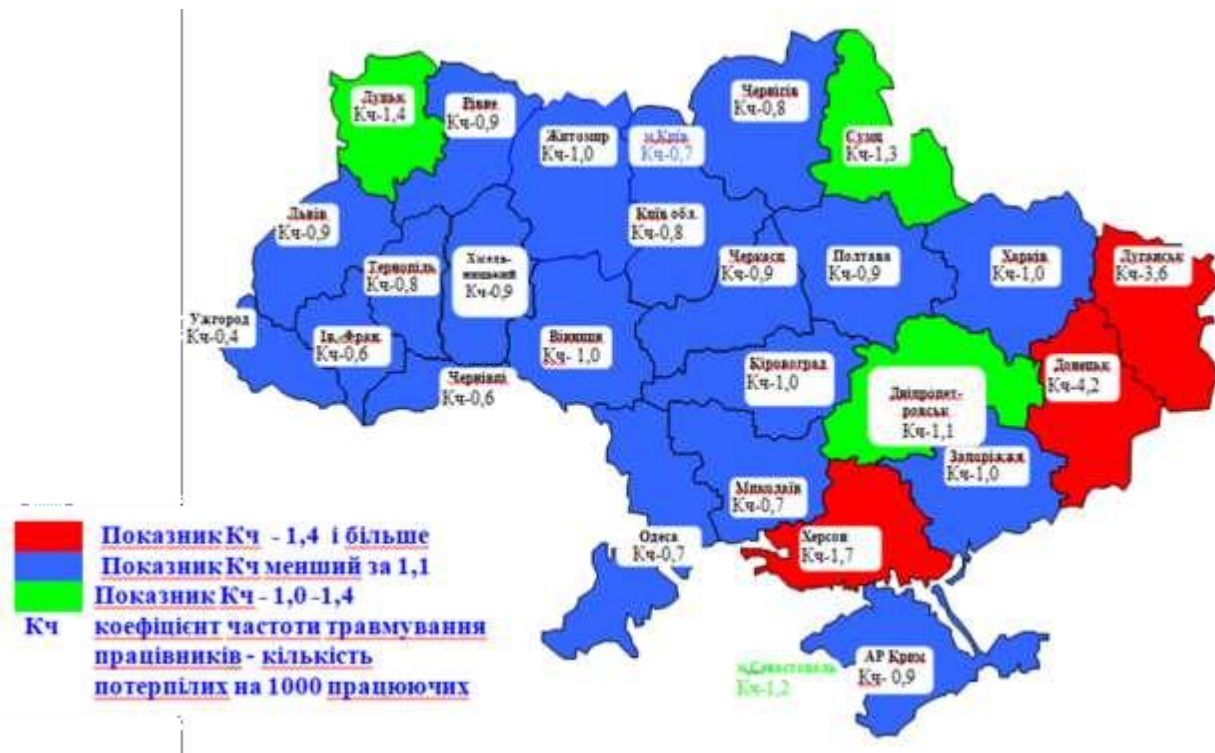 Луцьк
Кч-1,4
Рівне
Кч-0,9
Житомир
Кч-1,0
м.Київ
Кч-0,7
Чернігів
Кч-0,8
Суми
Кч-1,3
Львів
Кч-0,9
Тернопіль
Кч-0,8
Хмель-
ницький
Кч-0,9
Київ обл.
Кч-0,8
Черкаси
Кч-0,9
Полтава
Кч-0,9
Харків
Кч-1,0
Луганськ
Кч-3,6
Ужгород
Кч-0,4
Ів.Фран.
Кч-0,6
Чернівці
Кч-0,6
Вінниця
Кч- 1,0
Кіровоград
Кч-1,0
Дніпропет-
ровськ
Кч-1,1
Донецьк
Кч-4,2
Запоріжжя
Кч-1,0
Миколаїв
Кч-0,7
Одеса
Кч-0,7
Херсон
Кч-1,7
АР Крим
Кч- 0,9
м.Севастополь
Кч-1,2
Показник Кч - 1,4 і більше
Показник Кч менший за 1,1
Показник Кч - 1,0 -1,4
Кч коефіцієнт частоти травмування
працівників - кількість
потерпілих на 1000 працюючих